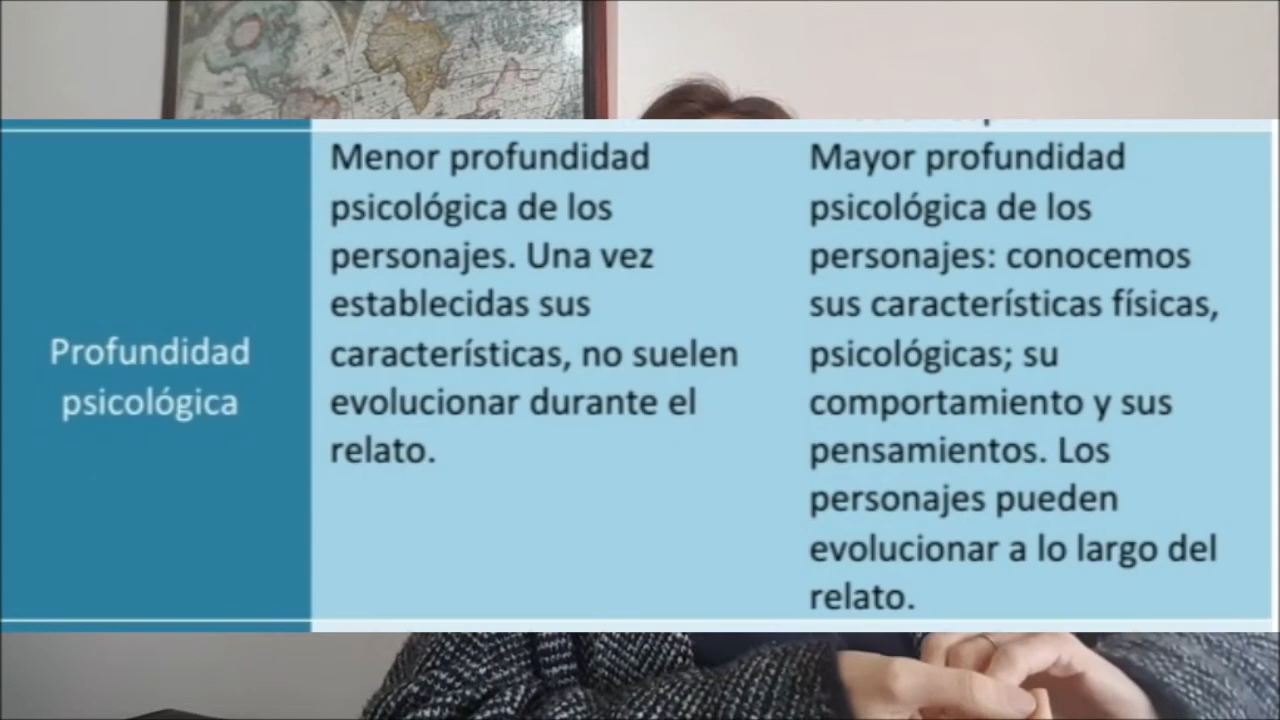 Profundidad
psicológica
Menor profundidad
psicológica de los
personajes. Una vez
establecidas sus
características, no suelen
evolucionar durante el
relato.
Mayor profundidad
psicológica de los
personajes: conocemos
sus características físicas,
psicológicas; su
comportamiento y sus
pensamientos. Los
personajes pueden
evolucionar a lo largo del
relato.